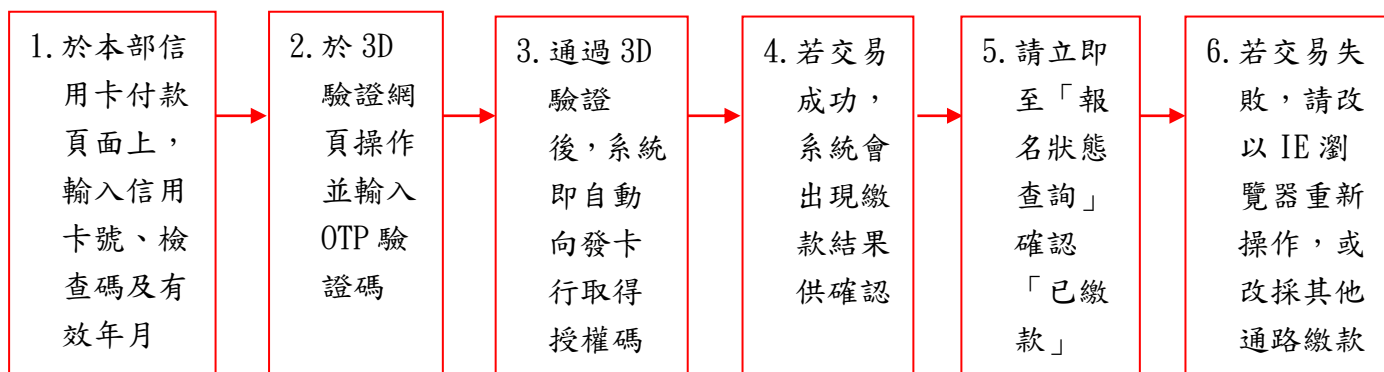 1.於本部信
用卡付款
頁面上，
輸入信用
卡號、檢
查碼及有
效年月
2.於 3D
驗證網
頁操作
並輸入
OTP 驗
證碼
3.通過 3D
驗證
後，系統
即自動
向發卡
行取得
授權碼
4.若交易
成功，
系統會
出現繳
款結果
供確認
5.請立即
至「報
名狀態
查詢」
確認
「已繳
款」
6.若交易失
敗，請改
以 IE 瀏
覽器重新
操作，或
改採其他
通路繳款